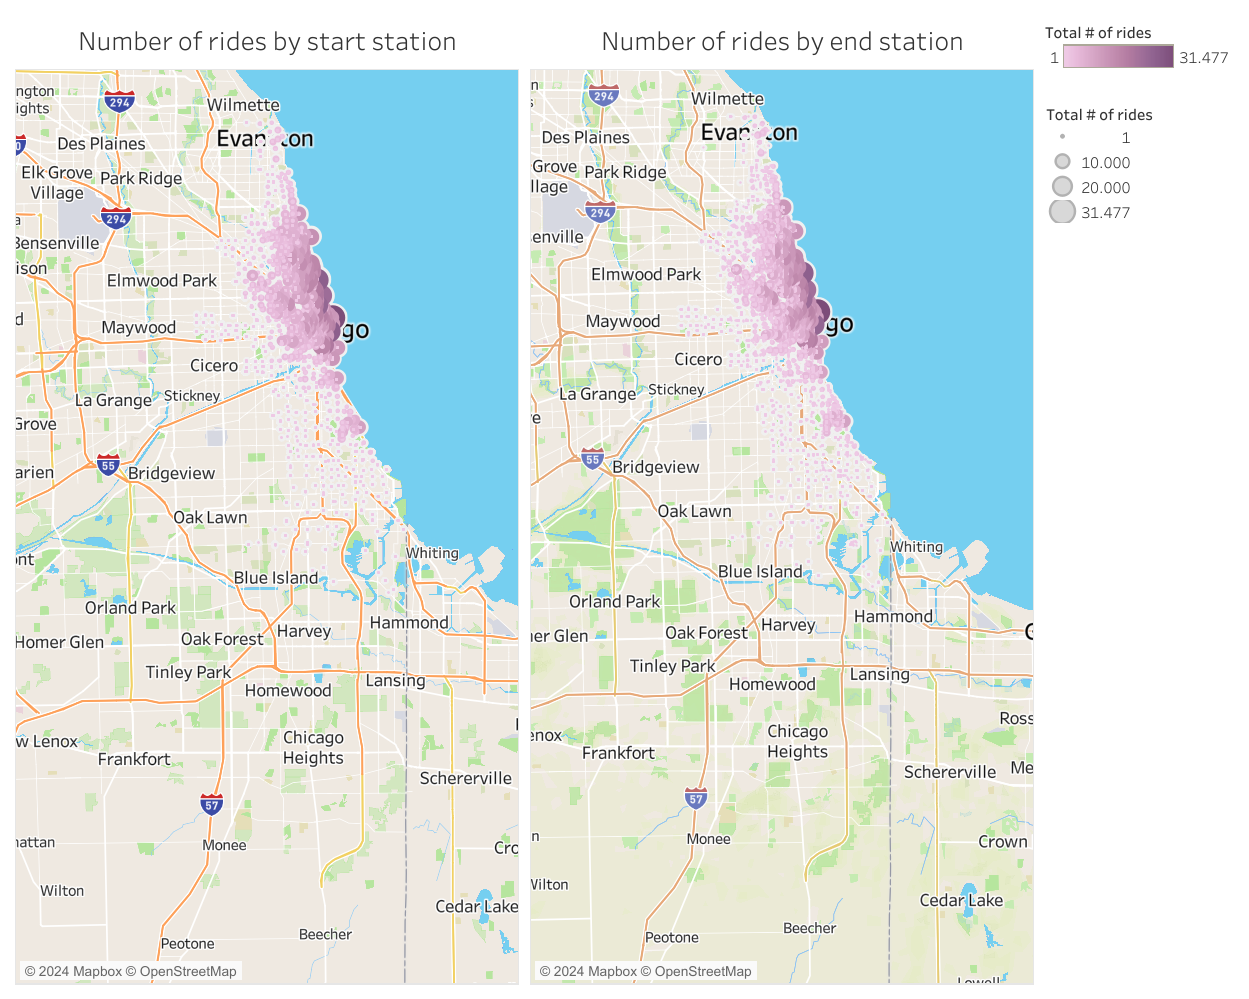 Number of rides by start station
Number of rides by end station
Total # of rides
1
31.477
Total # of rides
1
10.000
20.000
31.477
ngton
ights
294
Wilmette
Des Plaines
Elk Grove
Village
Park Ridge
294
Bensenville
ison
Elmwood Park
d
Maywood
go
Cicero
Stickney
La Grange
Grove
55
arien
Bridgeview
Oak Lawn
Whiting
nt
Blue Island
Orland Park
Hammond
Harvey
Homer Glen
Oak Forest
Tinley Park
Lansing
Homewood
w Lenox
Chicago
Heights
Frankfort
Schererville
57
hattan
Monee
Cro
Wilton
Cedar Lake
Beecher
Peotone
© 2024 Mapbox © OpenStreetMap
n
294
Wilmette
Des Plaines
Grove
llage
Park Ridge
294
enville
Elmwood Park
Maywood
go
Cicero
Stickney
La Grange
e
55
Bridgeview
Oak Lawn
Whiting
Blue Island
Orland Park
Hammond
Harvey
Oak Forest
er Glen
Tinley Park
Lansing
Homewood
Ross
enox
Chicago
Heights
Frankfort
Schererville
Me
57
n
Monee
Crown
Wilton
Cedar Lake
Beecher
Peotone
© 2024 Mapbox © OpenStreetMap